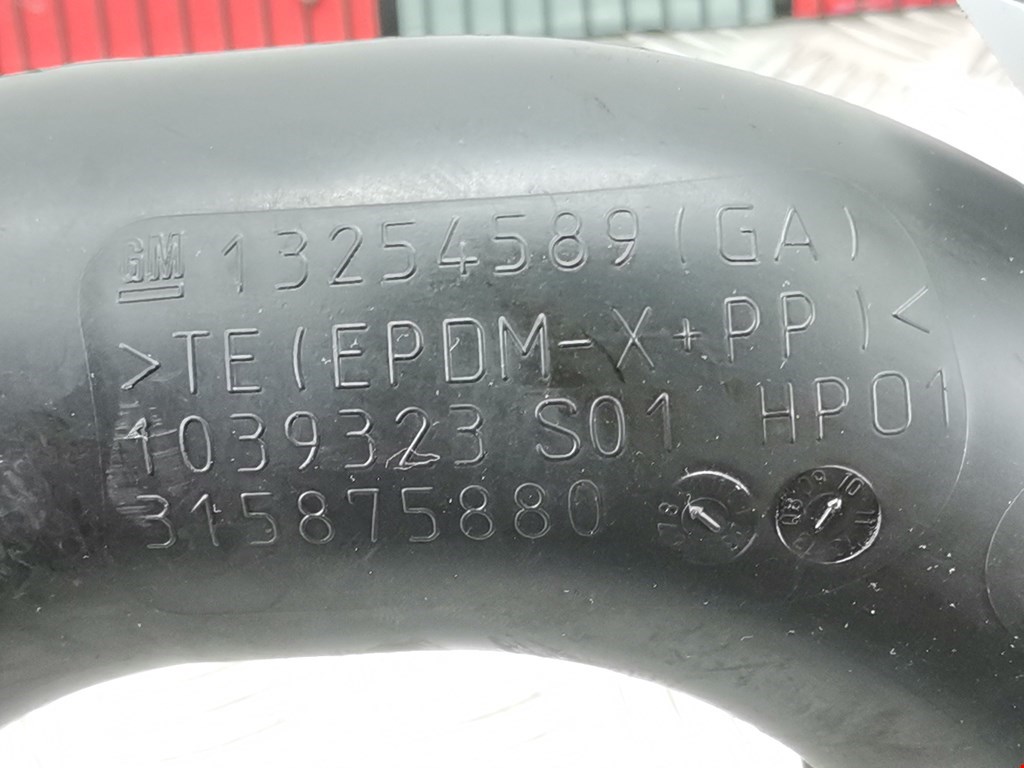 GM 13254589 (GA)
>TE(EPDM-X+PP)<
1039323 S01 HP01
315875880